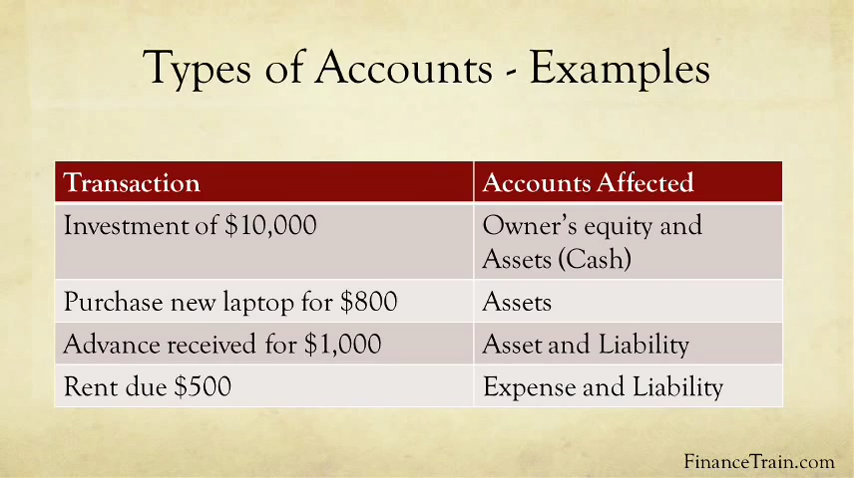 Types of Accounts - Examples
Transaction
Accounts Affected
Investment of $10,000
Owner's equity and
Assets (Cash)
Purchase new laptop for $800
Assets
Advance received for $1,000
Asset and Liability
Rent due $500
Expense and Liability
FinanceTrain.com